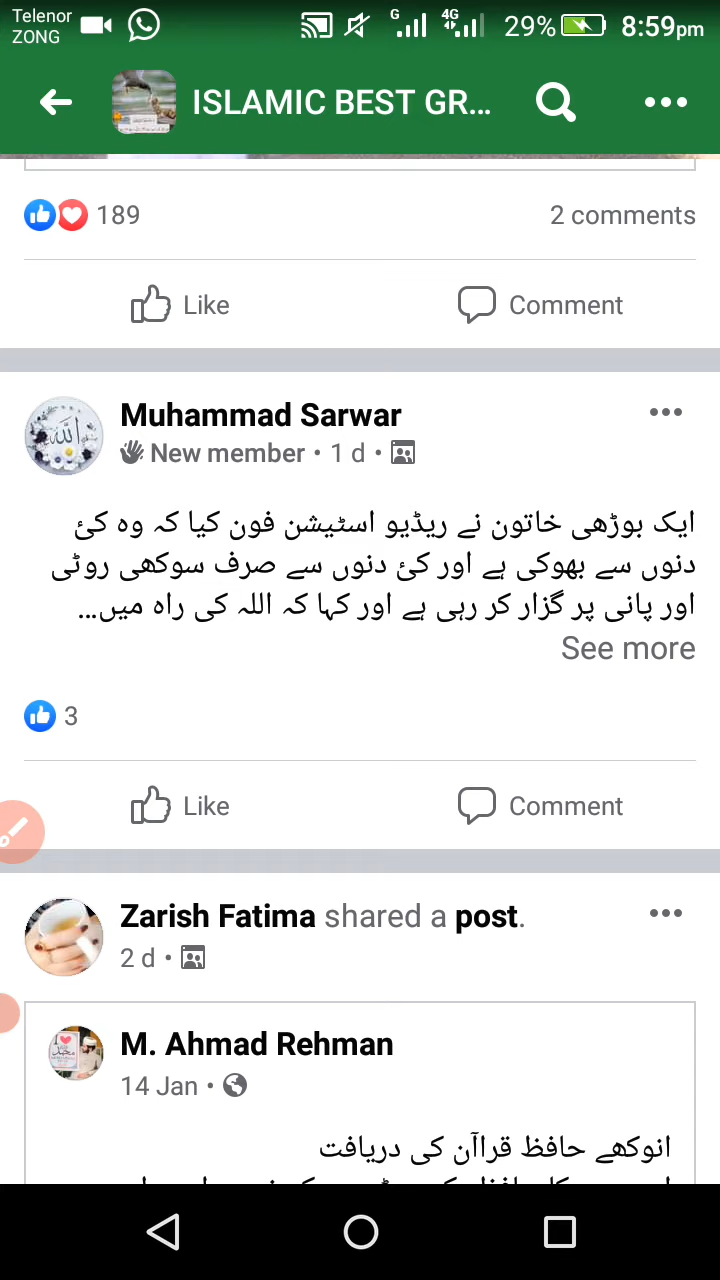 Telenor
ZONG
G
4G
29%
8:59pm
ISLAMIC BEST GR...
189
2 comments
Like
Comment
Muhammad Sarwar
New member • 1 d •
ایک بوڑھی خاتون نے ریڈیو اسٹیشن فون کیا کہ وہ کئ
دنوں سے بھوکی ہے اور کئ دنوں سے صرف سوکھی روٹی
اور پانی پر گزار کر رہی ہے اور کہا کہ اللہ کی راہ میں...
See more
3
Like
Comment
Zarish Fatima shared a post.
2 d •
M. Ahmad Rehman
14 Jan •
انوکھے حافظ قراآن کی دریافت